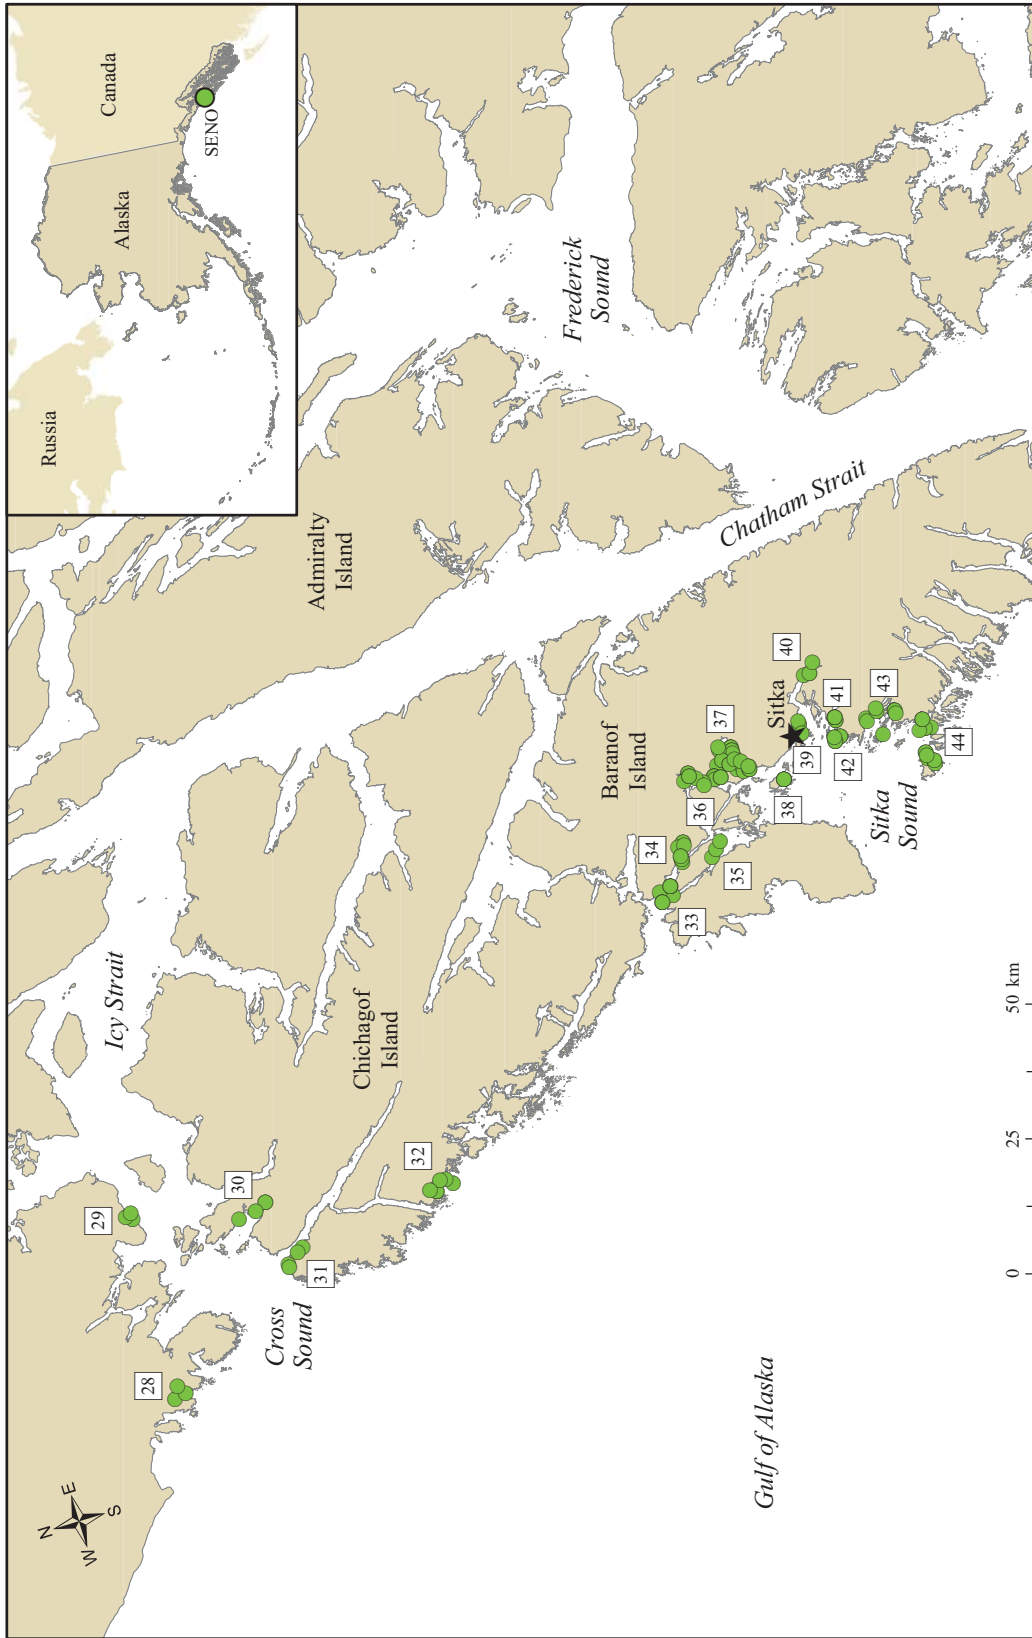 Russia
Alaska
Canada
SENO
N
E
S
W
28
29
30
31
32
33
34
35
36
37
38
39
40
41
42
43
44
Icy Strait
Cross
Sound
Chichagof
Island
Admiralty
Island
Baranof
Island
Frederick
Sound
Chatham Strait
Sitka
Sitka
Sound
Gulf of Alaska
0
25
50 km